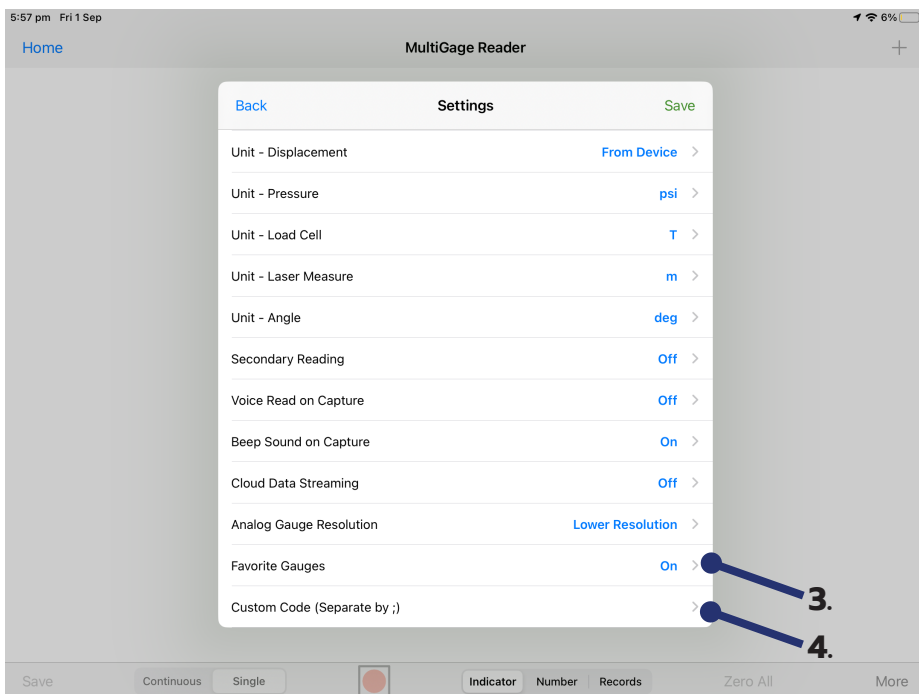 5:57 pm Fri 1 Sep 6%
Home MultiGage Reader +
Back Settings Save
Unit - Displacement From Device
Unit - Pressure psi
Unit - Load Cell T
Unit - Laser Measure m
Unit - Angle deg
Secondary Reading Off
Voice Read on Capture Off
Beep Sound on Capture On
Cloud Data Streaming Off
Analog Gauge Resolution Lower Resolution
Favorite Gauges On
3.
Custom Code (Separate by ;)
4.
Save Continuous Single Indicator Number Records Zero All More